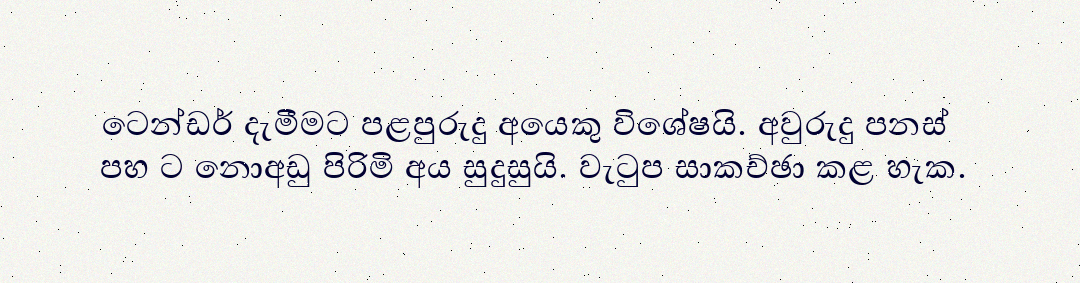 ටෙන්ඩර් දැමීමට පළපුරුදු අයෙකු විශේෂයි. අවුරුදු පනස්
පහ ට නොඅඩු පිරිමි අය සුදුසුයි. වැටුප සාකච්ඡා කළ හැක.